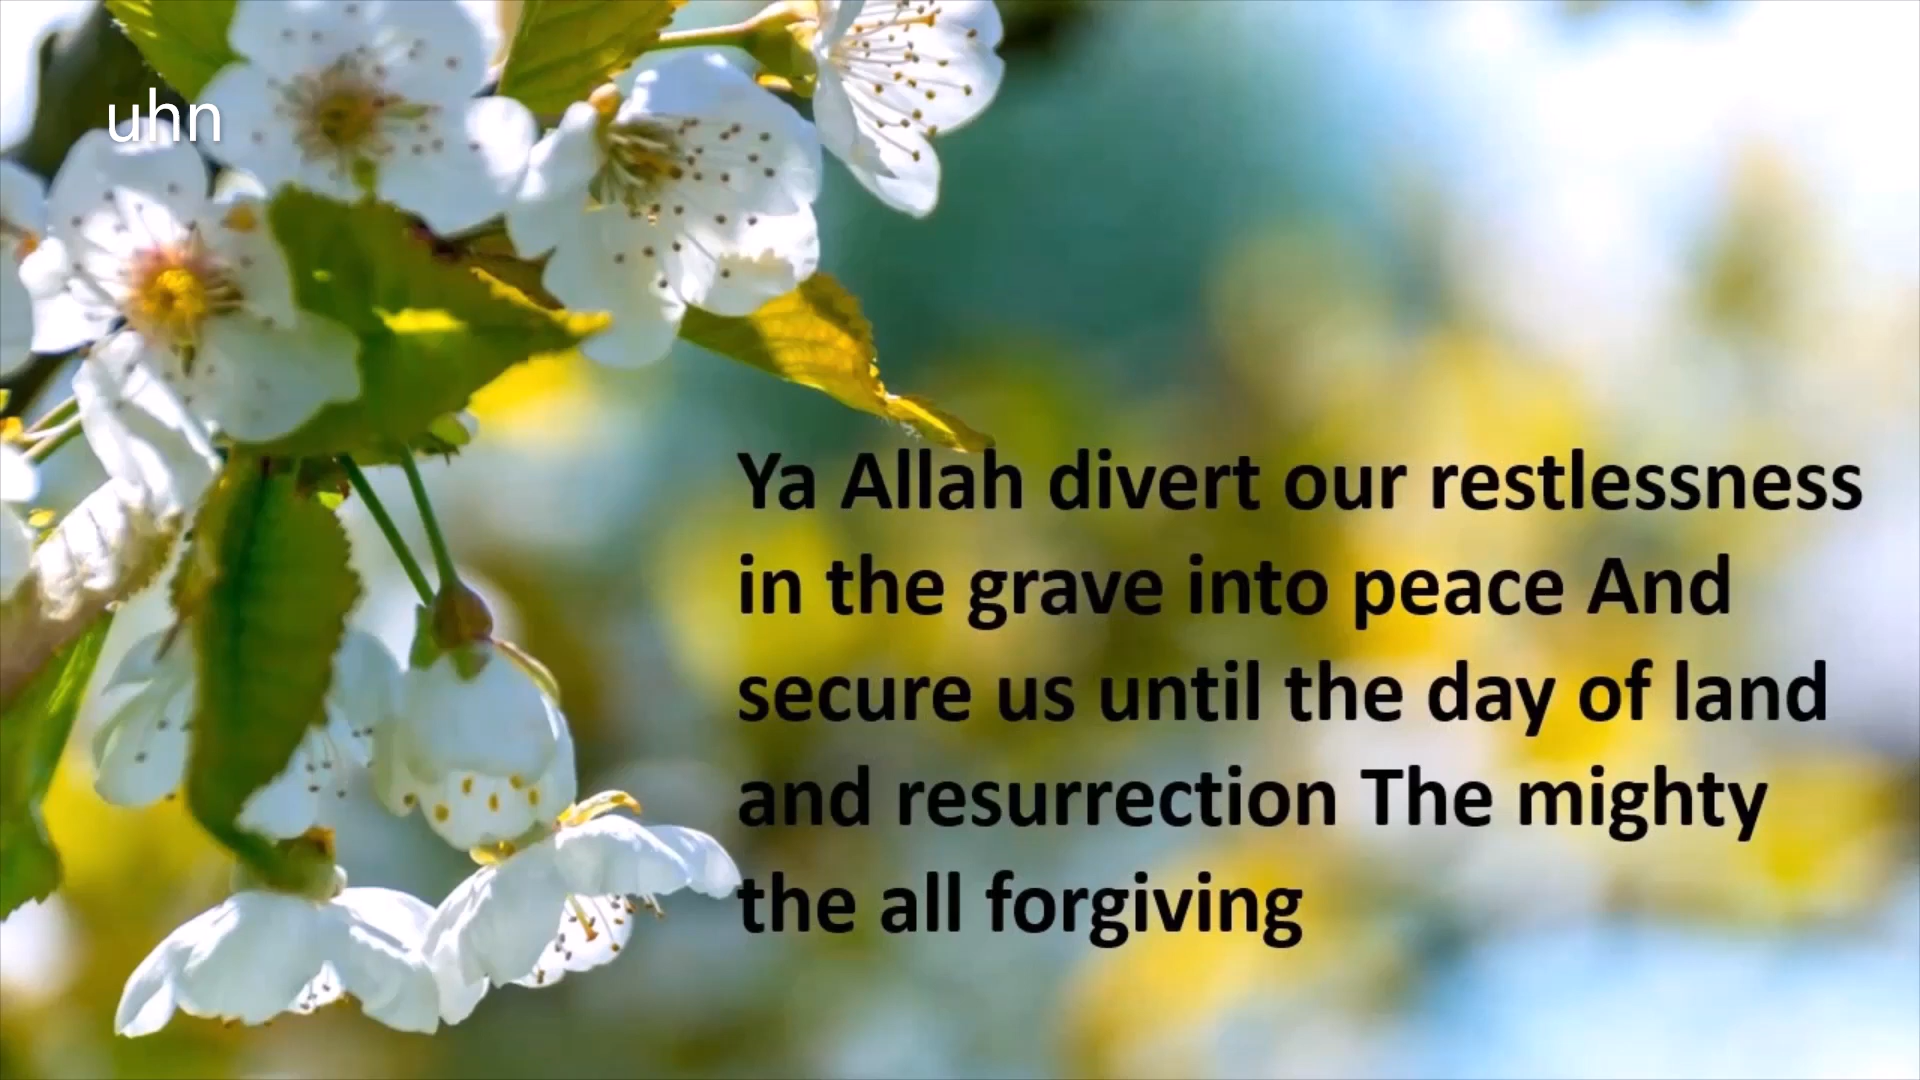 uhn
Ya Allah divert our restlessness
in the grave into peace And
secure us until the day of land
and resurrection The mighty
the all forgiving